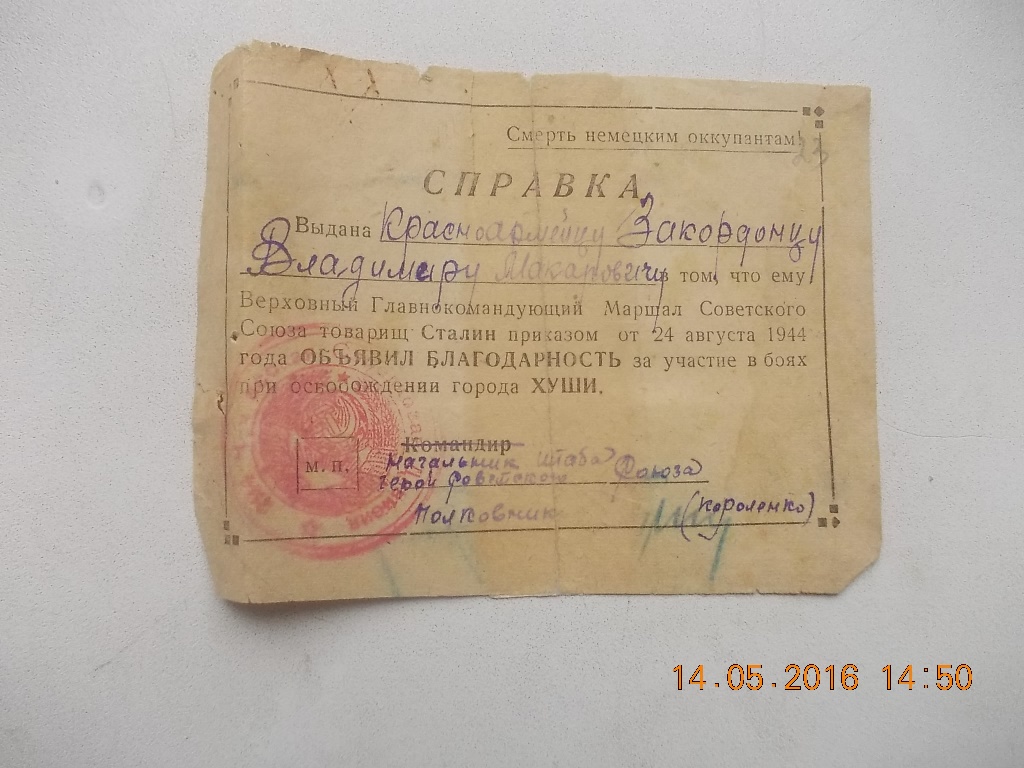 X X
Смерть немецким оккупантам!
23
СПРАВКА
Выдана Красноармейцу Закордонцу
Владимиру Макаровичу в том, что ему
Верховный Главнокомандующий Маршал Советского
Союза товарищ Сталин приказом от 24 августа 1944
года ОБЪЯВИЛ БЛАГОДАРНОСТЬ за участие в боях
при освобождении города ХУШИ.
Командир
м. п.
Начальник штаба
Герой Советского Союза
Полковник (Короленко)
14.05.2016 14:50